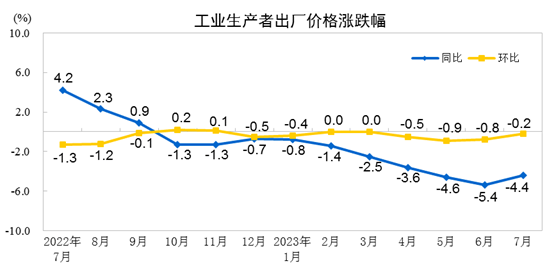 工业生产者出厂价格涨跌幅
(%)
同比 环比
10.0
6.0
2.0
-2.0
-6.0
-10.0
4.2 2.3 0.9 -1.3 -1.3 -0.7 -0.8 -1.4 -2.5 -3.6 -4.6 -5.4 -4.4
-1.3 -1.2 -0.1 0.2 0.1 -0.5 -0.4 0.0 0.0 -0.5 -0.9 -0.8 -0.2
2022年 8月 9月 10月 11月 12月 2023年 2月 3月 4月 5月 6月 7月
7月 1月